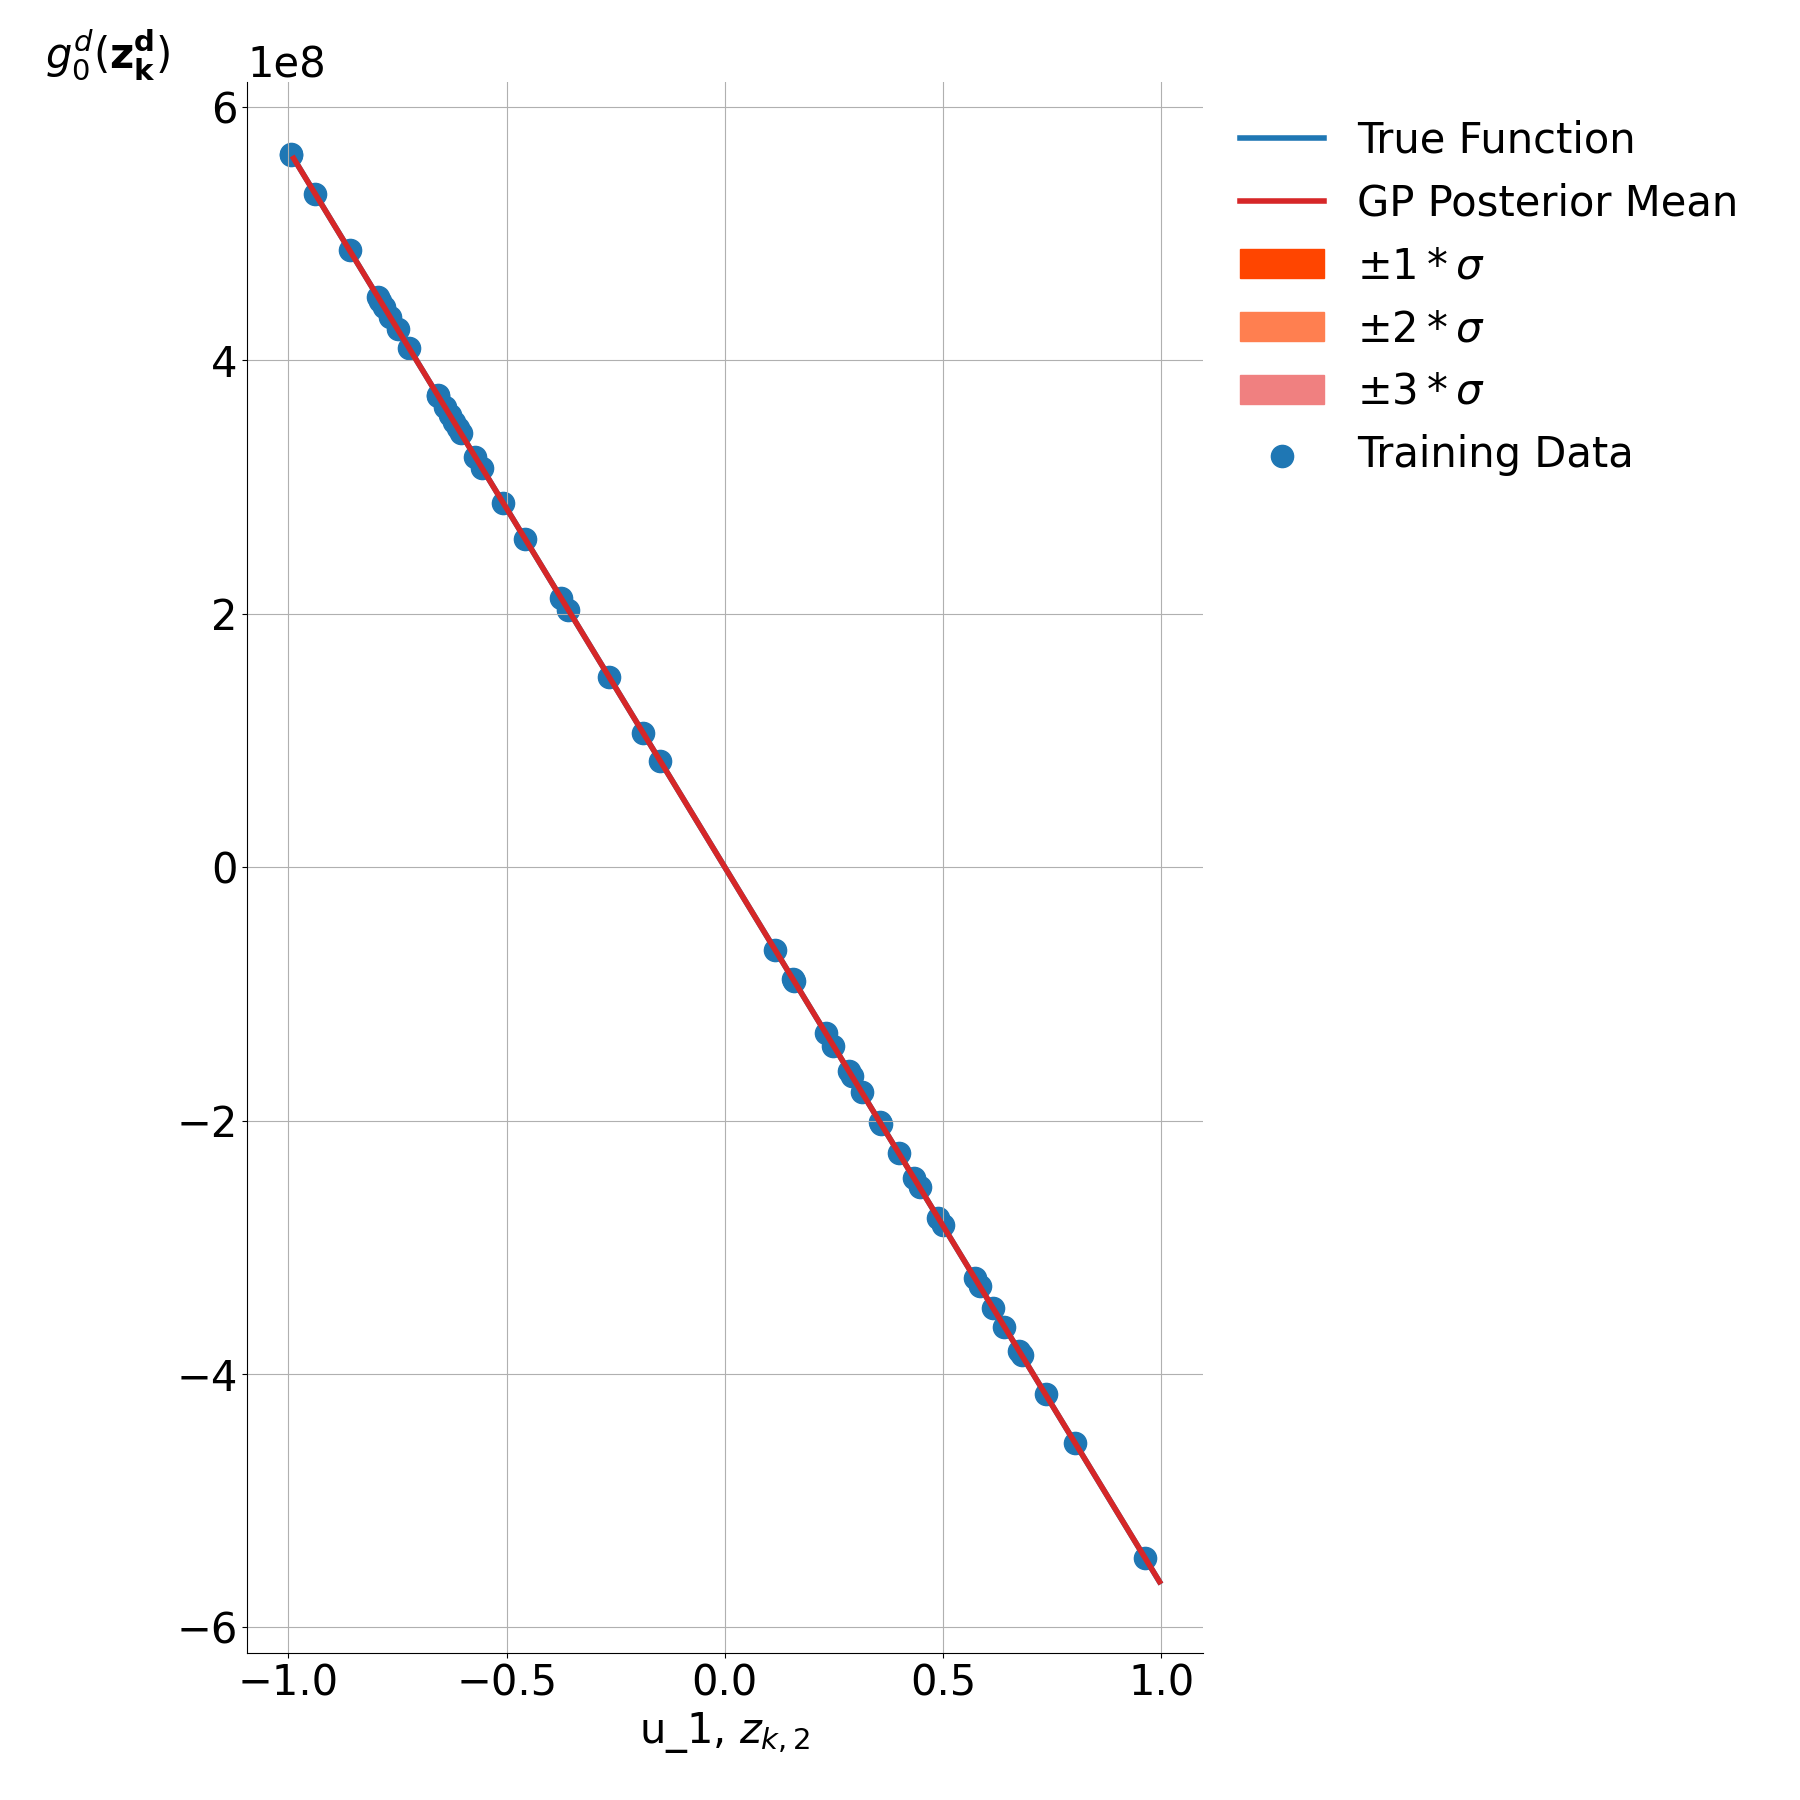 $g_0^d(\mathbf{z_k^d})$
1e8
6
4
2
0
−2
−4
−6
−1.0 −0.5 0.0 0.5 1.0
u_1, $z_{k,2}$
True Function
GP Posterior Mean
±1 * σ
±2 * σ
±3 * σ
Training Data